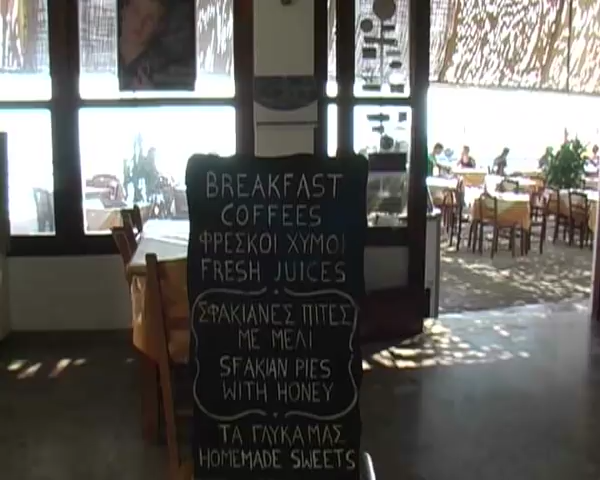 BREAKFAST
COFFEES
ΦΡΕΣΚΟΙ ΧΥΜΟΙ
FRESH JUICES
ΣΦΑΚΙΑΝΕΣ ΠΙΤΕΣ
ΜΕ ΜΕΛΙ
SFAKIAN PIES
WITH HONEY
ΤΑ ΓΛΥΚΑ ΜΑΣ
HOMEMADE SWEETS